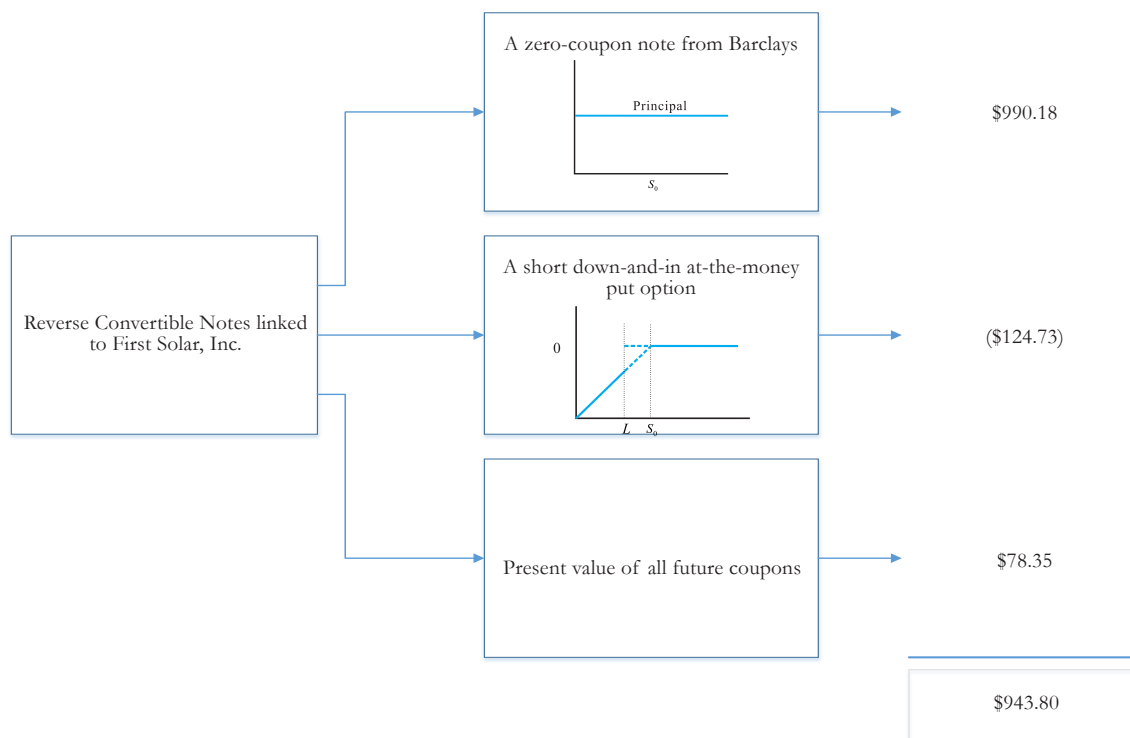 A zero-coupon note from Barclays
Principal
S₀
$990.18
Reverse Convertible Notes linked
to First Solar, Inc.
A short down-and-in at-the-money
put option
0
L S₀
($124.73)
Present value of all future coupons
$78.35
$943.80